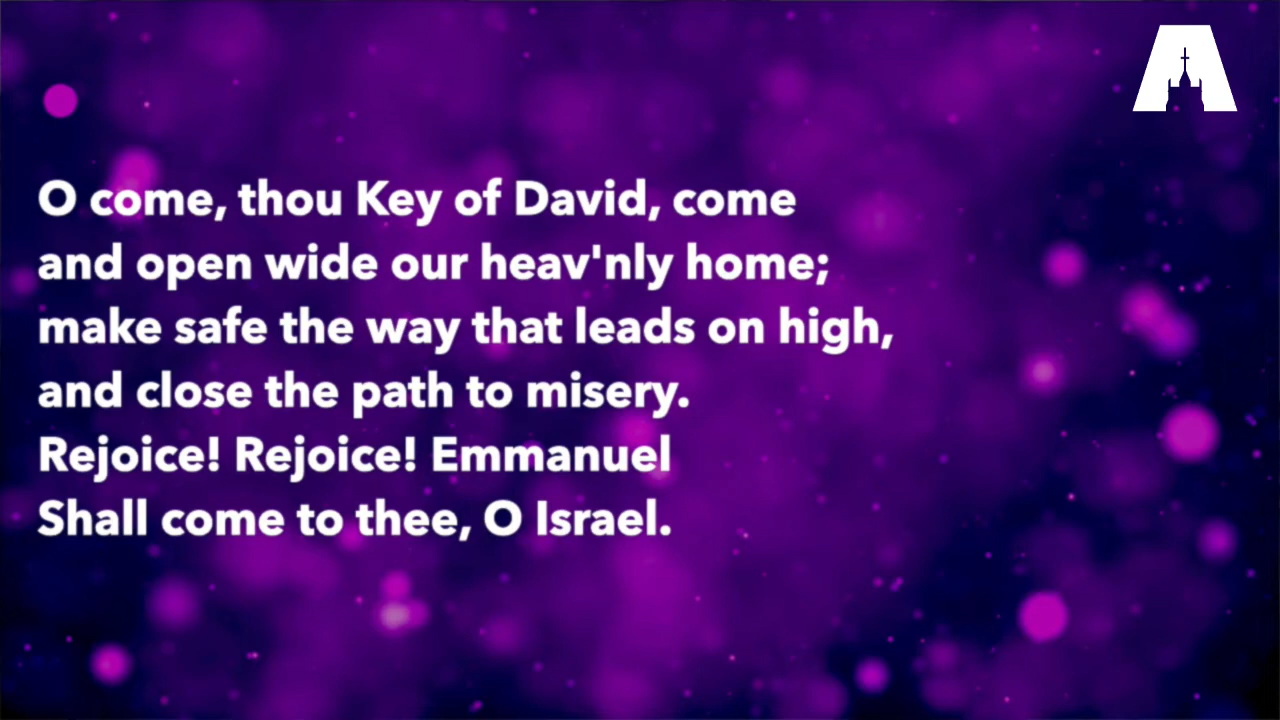 O come, thou Key of David, come
and open wide our heav'nly home;
make safe the way that leads on high,
and close the path to misery.
Rejoice! Rejoice! Emmanuel
Shall come to thee, O Israel.